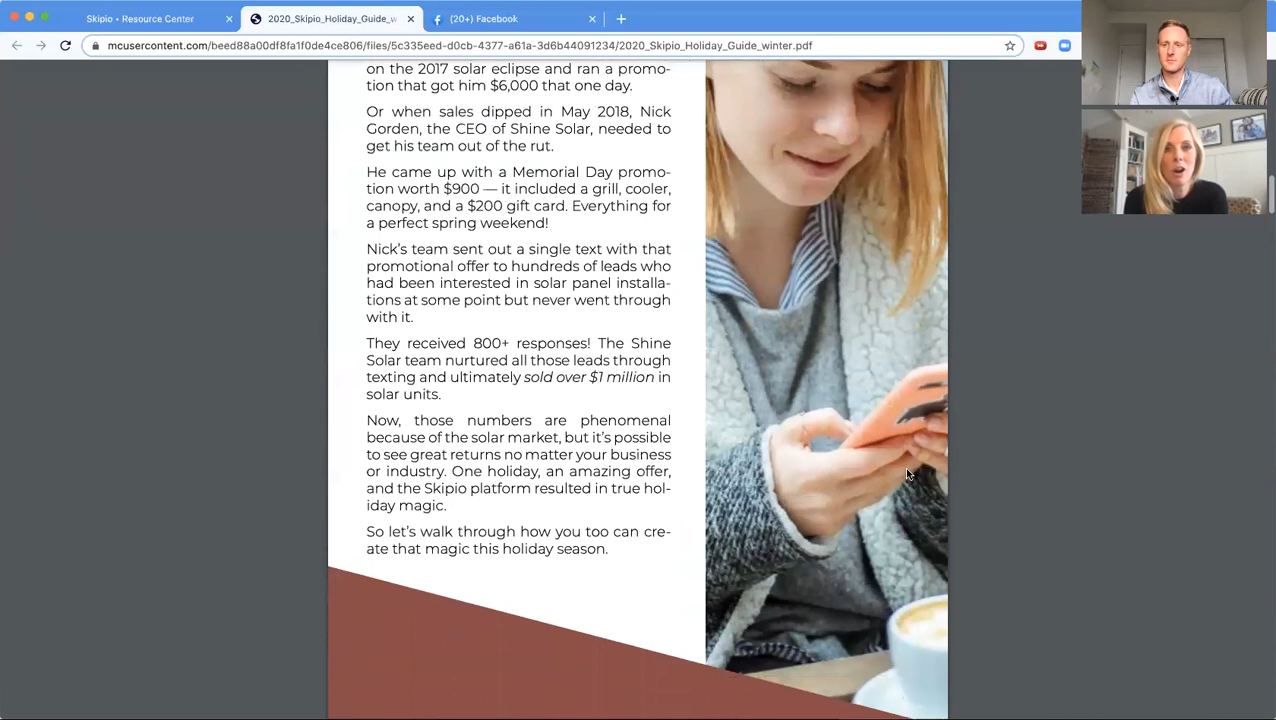 Skipio • Resource Center
2020_Skipio_Holiday_Guide_w
(20+) Facebook
mcusercontent.com/beed88a00df8fa1f0de4ce806/files/5c335eed-d0cb-4377-a61a-3d6b44091234/2020_Skipio_Holiday_Guide_winter.pdf
on the 2017 solar eclipse and ran a promo-
tion that got him $6,000 that one day.
Or when sales dipped in May 2018, Nick
Gorden, the CEO of Shine Solar, needed to
get his team out of the rut.
He came up with a Memorial Day promo-
tion worth $900 — it included a grill, cooler,
canopy, and a $200 gift card. Everything for
a perfect spring weekend!
Nick's team sent out a single text with that
promotional offer to hundreds of leads who
had been interested in solar panel installa-
tions at some point but never went through
with it.
They received 800+ responses! The Shine
Solar team nurtured all those leads through
texting and ultimately sold over $1 million in
solar units.
Now, those numbers are phenomenal
because of the solar market, but it's possible
to see great returns no matter your business
or industry. One holiday, an amazing offer,
and the Skipio platform resulted in true hol-
iday magic.
So let's walk through how you too can cre-
ate that magic this holiday season.